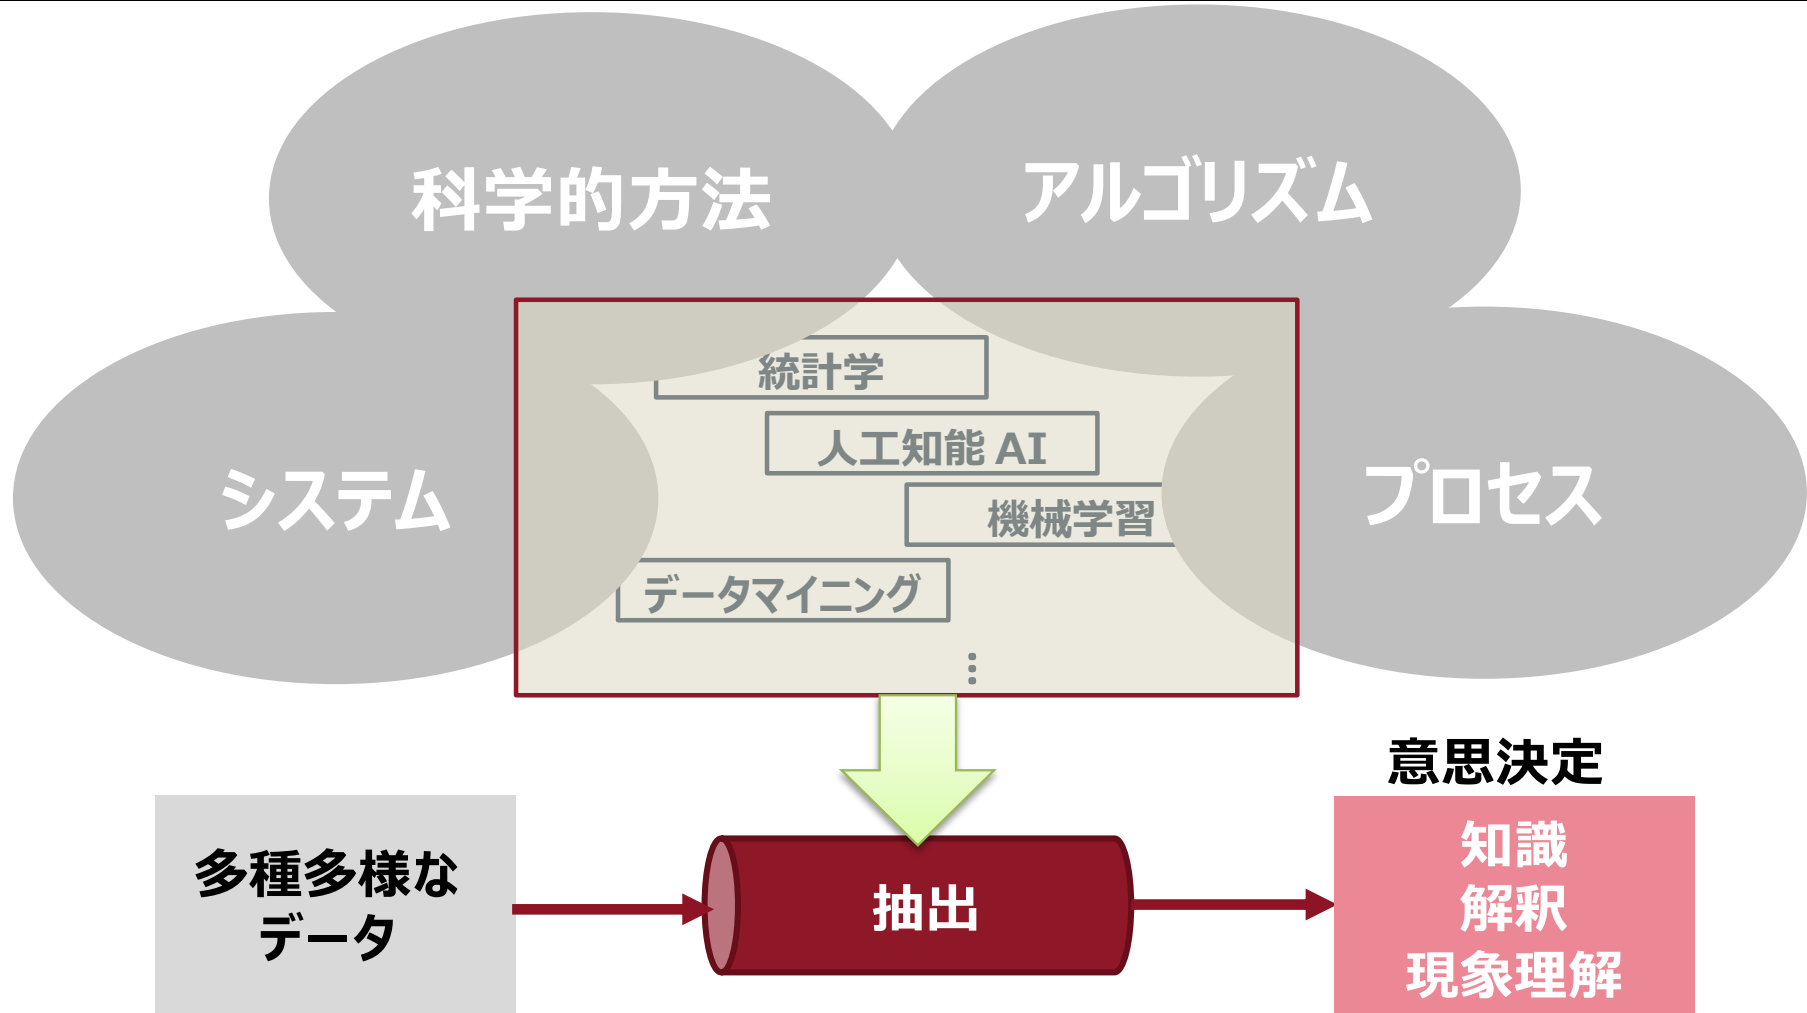 科学的方法
アルゴリズム
システム
プロセス
統計学
人工知能 AI
機械学習
データマイニング
⋮
意思決定
多種多様な
データ
抽出
知識
解釈
現象理解